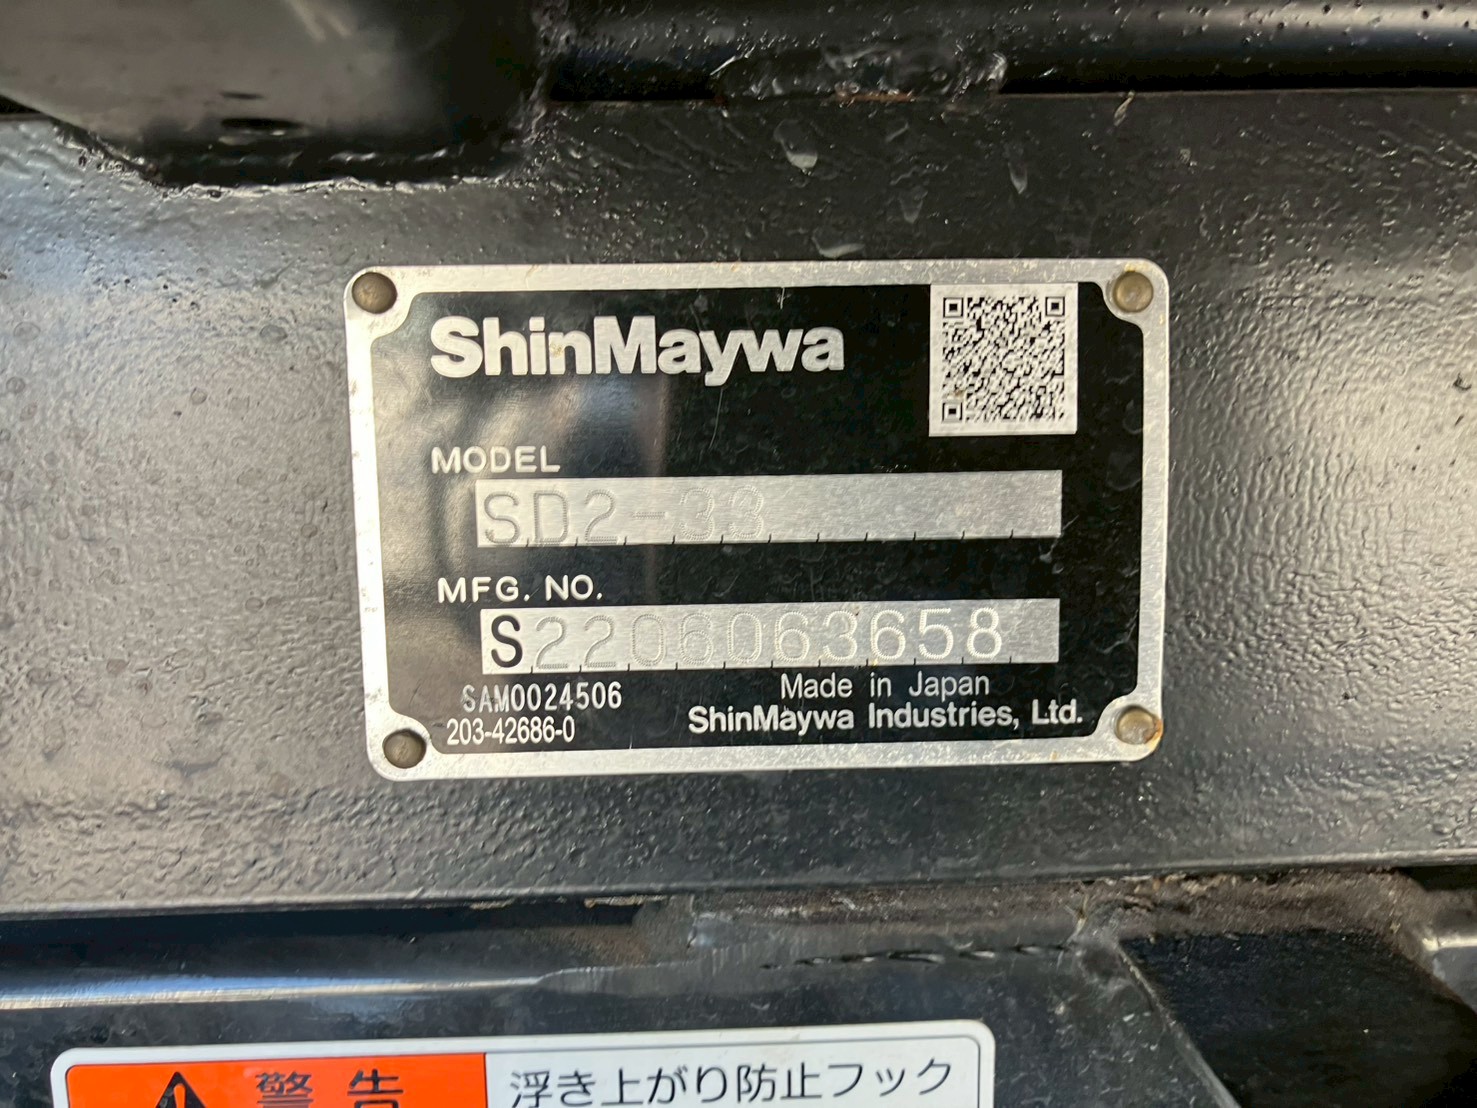 ShinMaywa
MODEL
SD2-33
MFG. NO.
S2206063658
SAM0024506
Made in Japan
203-42686-0
ShinMaywa Industries, Ltd.
警告
浮き上がり防止フック